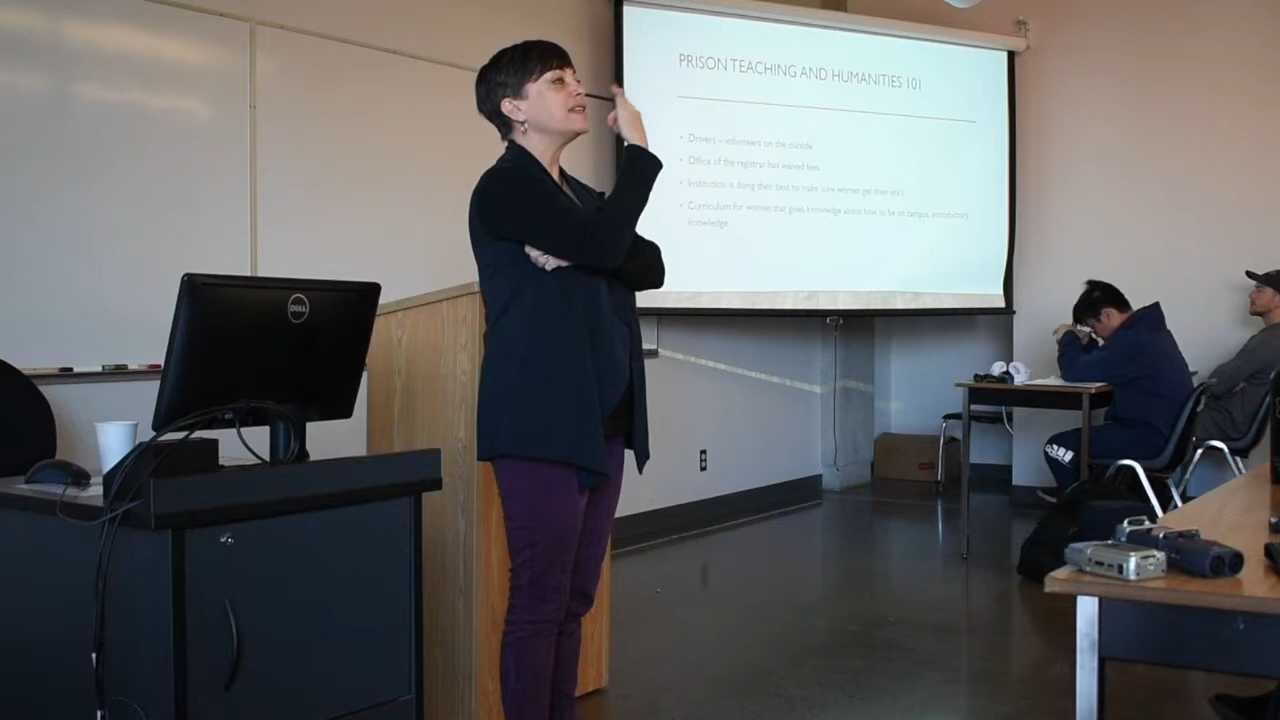 PRISON TEACHING AND HUMANITIES 101
• Drivers – volunteers on the outside
• Office of the registrar has waived fees
• Institution is doing their best to make sure women get their
• Curriculum for women that gives knowledge about how to be on campus, introductory
knowledge
DELL
adidas